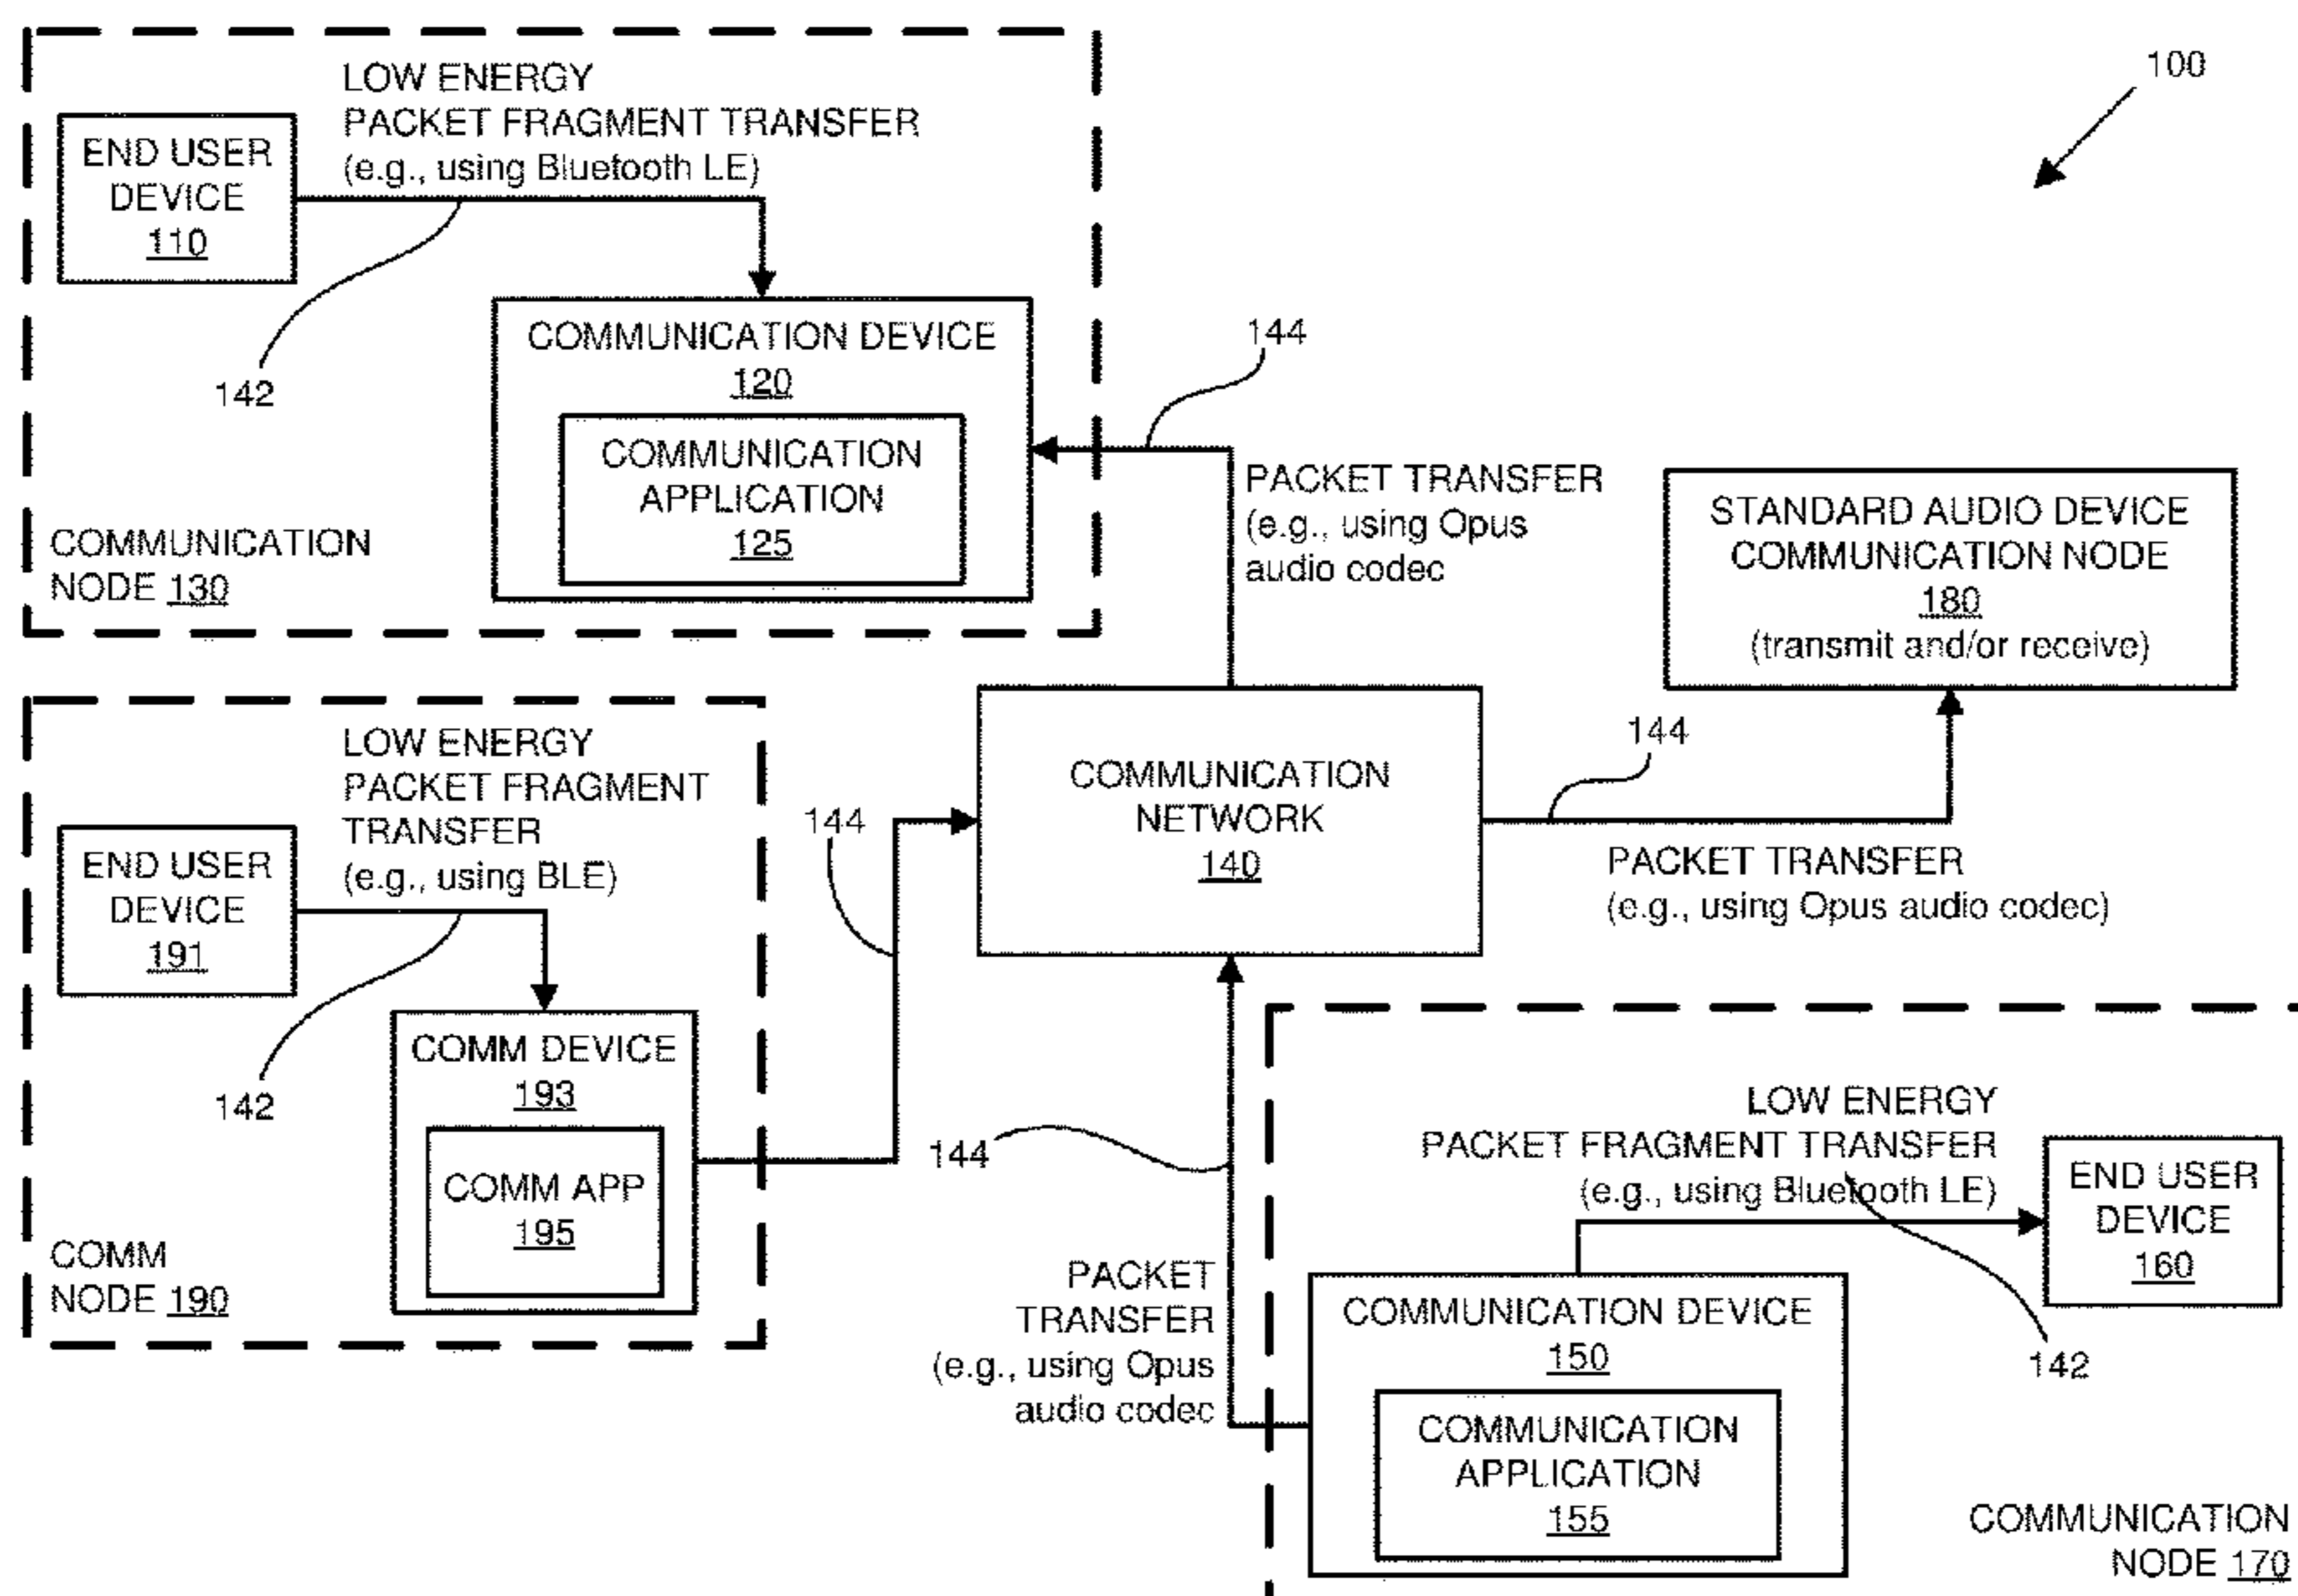 100
LOW ENERGY
PACKET FRAGMENT TRANSFER
(e.g., using Bluetooth LE)
END USER
DEVICE
110
142
COMMUNICATION DEVICE
120
COMMUNICATION
APPLICATION
125
COMMUNICATION
NODE 130
144
PACKET TRANSFER
(e.g., using Opus
audio codec
STANDARD AUDIO DEVICE
COMMUNICATION NODE
180
(transmit and/or receive)
LOW ENERGY
PACKET FRAGMENT
TRANSFER
(e.g., using BLE)
END USER
DEVICE
191
142
COMM DEVICE
193
COMM APP
195
COMM
NODE 190
144
COMMUNICATION
NETWORK
140
144
PACKET TRANSFER
(e.g., using Opus audio codec)
144
PACKET
TRANSFER
(e.g., using Opus
audio codec
LOW ENERGY
PACKET FRAGMENT TRANSFER
(e.g., using Bluetooth LE)
END USER
DEVICE
160
142
COMMUNICATION DEVICE
150
COMMUNICATION
APPLICATION
155
COMMUNICATION
NODE 170